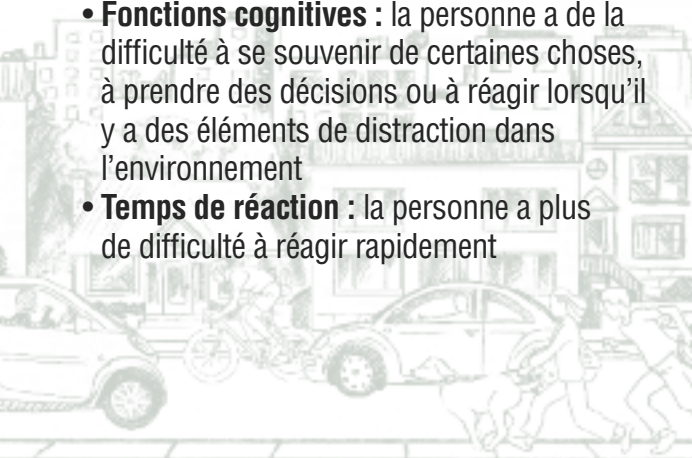 • Fonctions cognitives : la personne a de la
difficulté à se souvenir de certaines choses,
à prendre des décisions ou à réagir lorsqu'il
y a des éléments de distraction dans
l'environnement
• Temps de réaction : la personne a plus
de difficulté à réagir rapidement